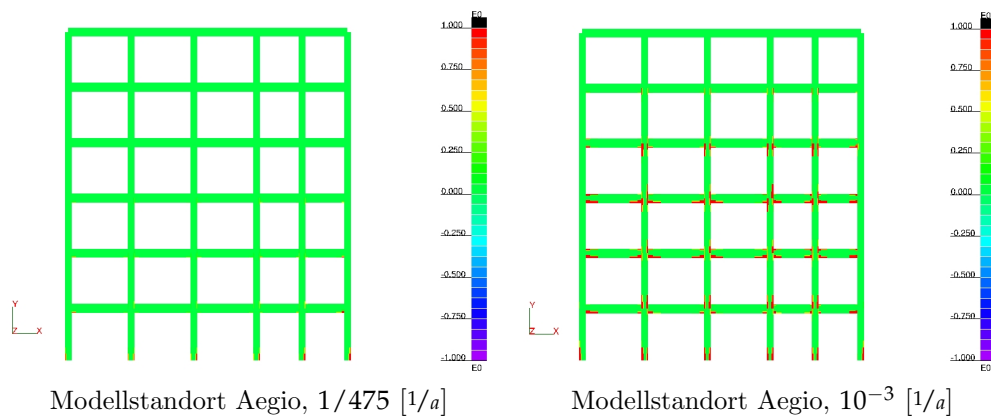 E0
1.000
0.750
0.500
0.250
0.000
-0.250
-0.500
-0.750
-1.000
E0
Y
Z X
Modellstandort Aegio, 1/475 [1/a]
E0
1.000
0.750
0.500
0.250
0.000
-0.250
-0.500
-0.750
-1.000
E0
Y
Z X
Modellstandort Aegio, 10⁻³ [1/a]